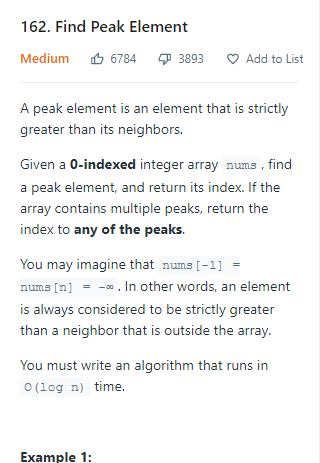 162. Find Peak Element
Medium 6784 3893 Add to List
A peak element is an element that is strictly
greater than its neighbors.
Given a 0-indexed integer array nums , find
a peak element, and return its index. If the
array contains multiple peaks, return the
index to any of the peaks.
You may imagine that nums[-1] =
nums[n] = -∞ . In other words, an element
is always considered to be strictly greater
than a neighbor that is outside the array.
You must write an algorithm that runs in
O(log n) time.
Example 1: